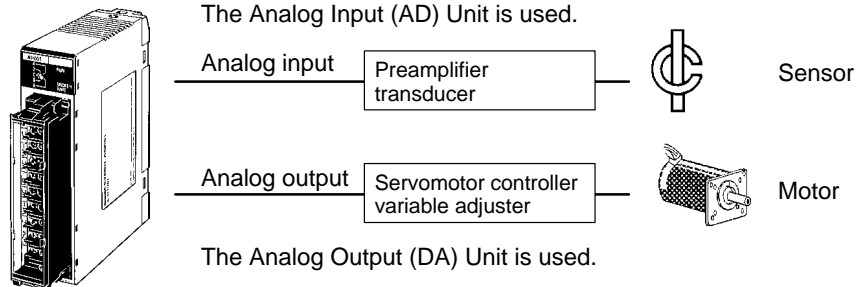 The Analog Input (AD) Unit is used.
Analog input
Preamplifier
transducer
Sensor
Analog output
Servomotor controller
variable adjuster
Motor
The Analog Output (DA) Unit is used.